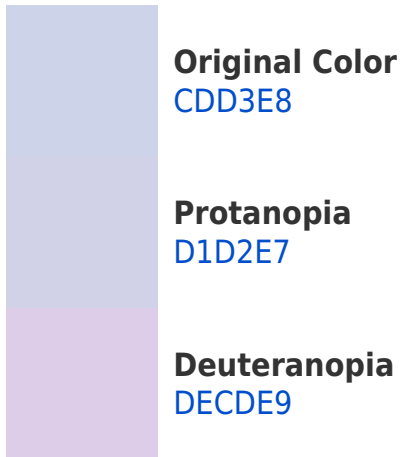 Original Color
CDD3E8
Protanopia
D1D2E7
Deuteranopia
DECDE9